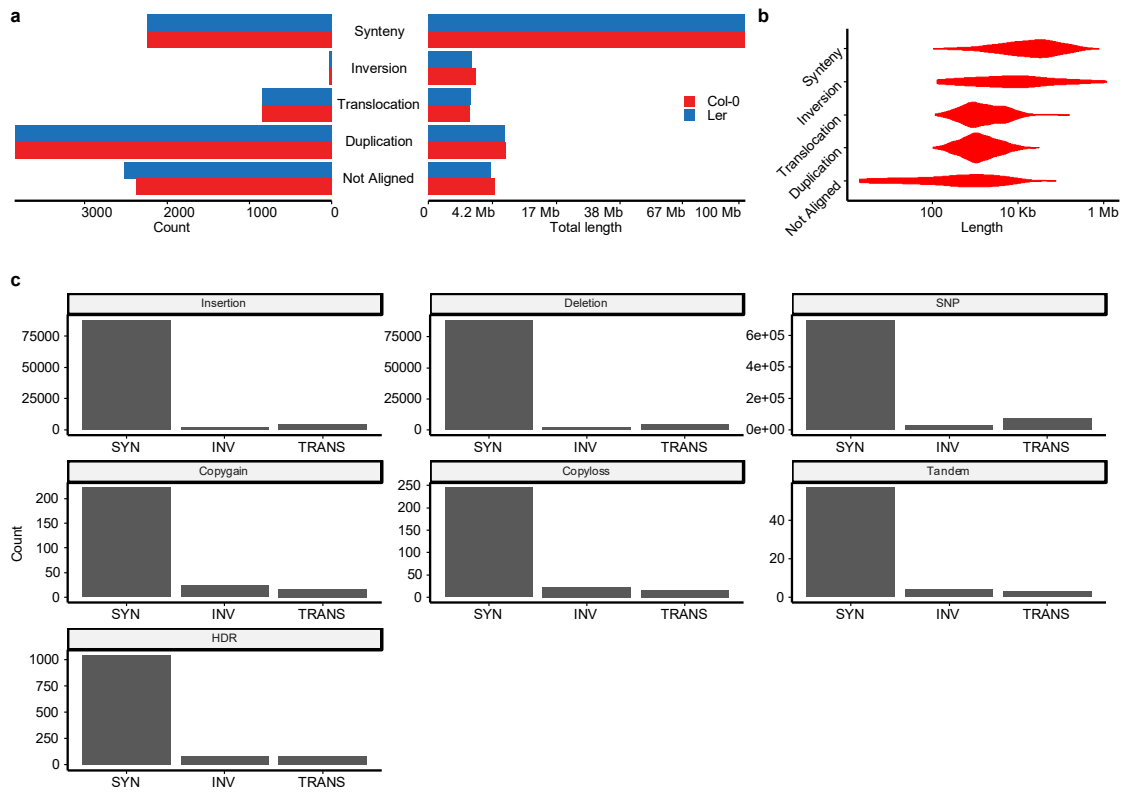 a
b
Synteny
Inversion
Translocation
Duplication
Not Aligned
Col-0
Ler
3000 2000 1000 0
Count
0 4.2 Mb 17 Mb 38 Mb 67 Mb 100 Mb
Total length
Synteny
Inversion
Translocation
Duplication
Not Aligned
100 10 Kb 1 Mb
Length
c
Insertion
75000
50000
25000
0
SYN INV TRANS
Deletion
75000
50000
25000
0
SYN INV TRANS
SNP
6e+05
4e+05
2e+05
0e+00
SYN INV TRANS
Count
Copygain
200
150
100
50
0
SYN INV TRANS
Copyloss
250
200
150
100
50
0
SYN INV TRANS
Tandem
40
20
0
SYN INV TRANS
HDR
1000
750
500
250
0
SYN INV TRANS